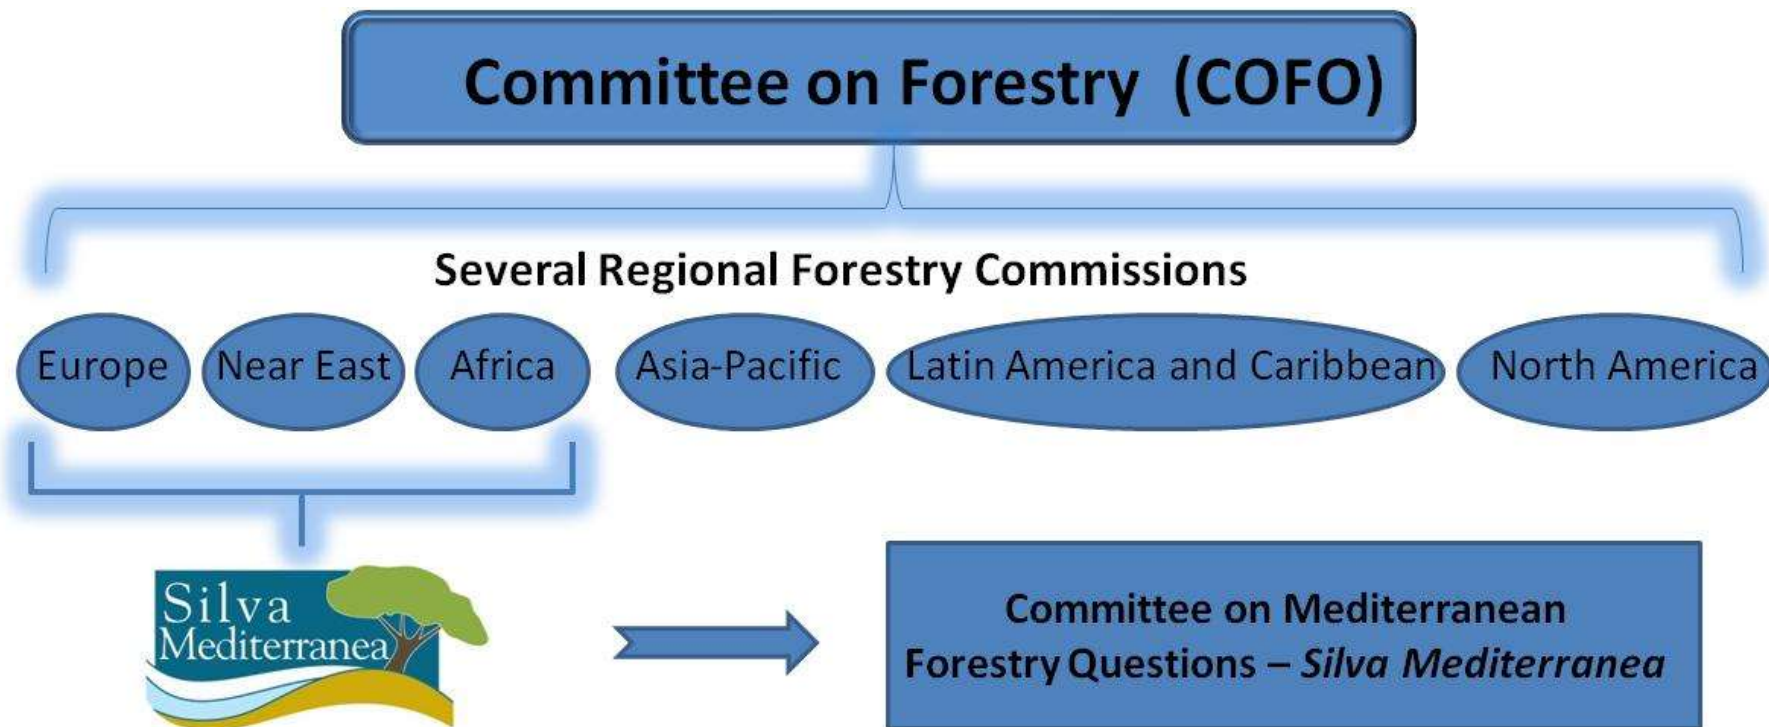 Committee on Forestry (COFO)
Several Regional Forestry Commissions
Europe
Near East
Africa
Asia-Pacific
Latin America and Caribbean
North America
Silva
Mediterranea
Committee on Mediterranean
Forestry Questions – Silva Mediterranea